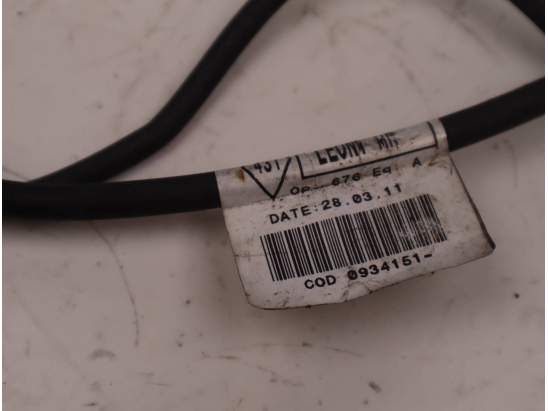 431 LEONI
OP. 676 Eq. A
DATE:28.03.11
COD 0934151-